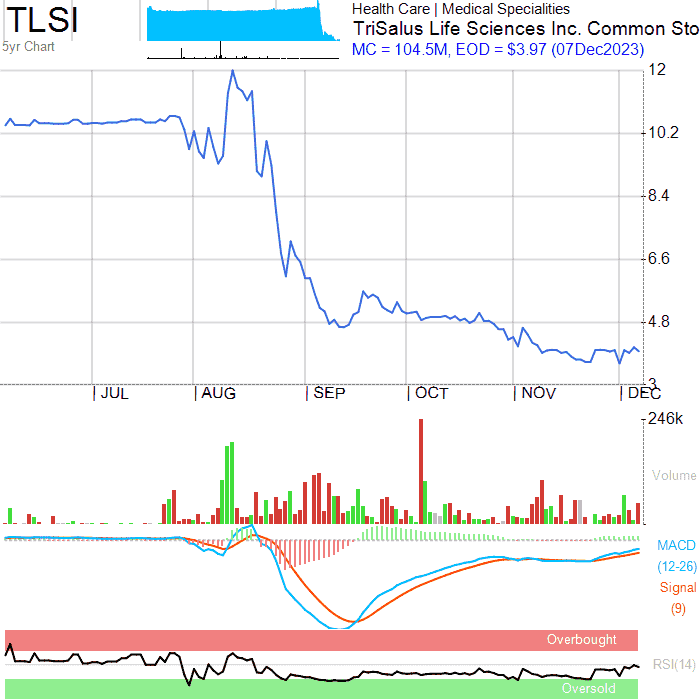 TLSI
5yr Chart
Health Care | Medical Specialities
TriSalus Life Sciences Inc. Common Sto
MC = 104.5M, EOD = $3.97 (07Dec2023)
12
10.2
8.4
6.6
4.8
3
JUL AUG SEP OCT NOV DEC
246k
Volume
MACD
(12-26)
Signal
(9)
Overbought
RSI(14)
Oversold